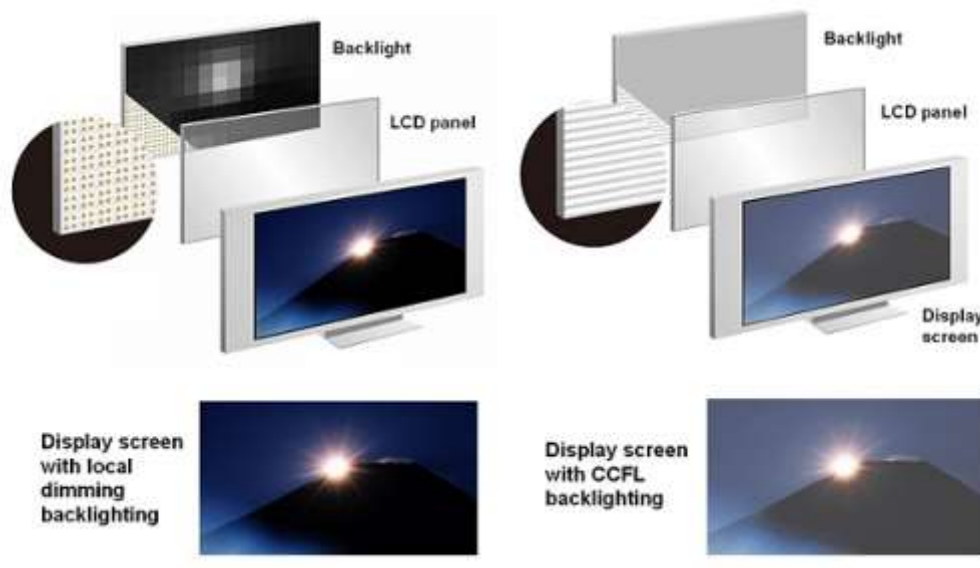 Backlight
LCD panel
Backlight
LCD panel
Display
screen
Display screen
with local
dimming
backlighting
Display screen
with CCFL
backlighting